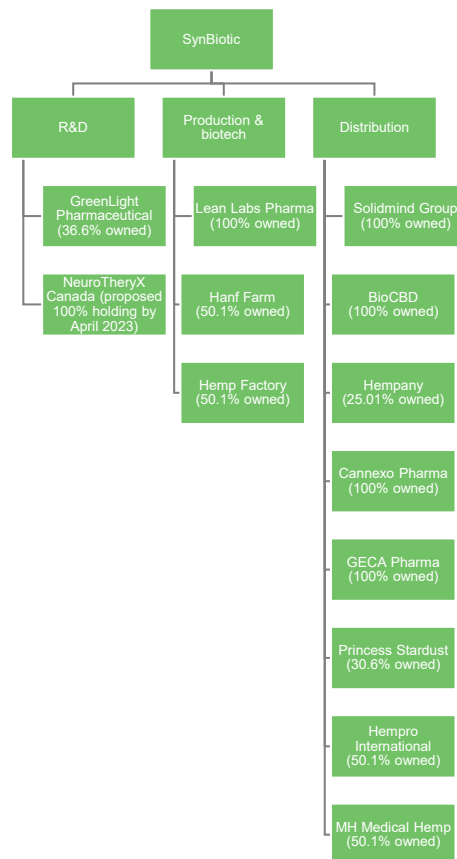 SynBiotic
R&D
Production &
biotech
Distribution
GreenLight
Pharmaceutical
(36.6% owned)
NeuroTheryX
Canada (proposed
100% holding by
April 2023)
Lean Labs Pharma
(100% owned)
Hanf Farm
(50.1% owned)
Hemp Factory
(50.1% owned)
Solidmind Group
(100% owned)
BioCBD
(100% owned)
Hempany
(25.01% owned)
Cannexo Pharma
(100% owned)
GECA Pharma
(100% owned)
Princess Stardust
(30.6% owned)
Hempro
International
(50.1% owned)
MH Medical Hemp
(50.1% owned)